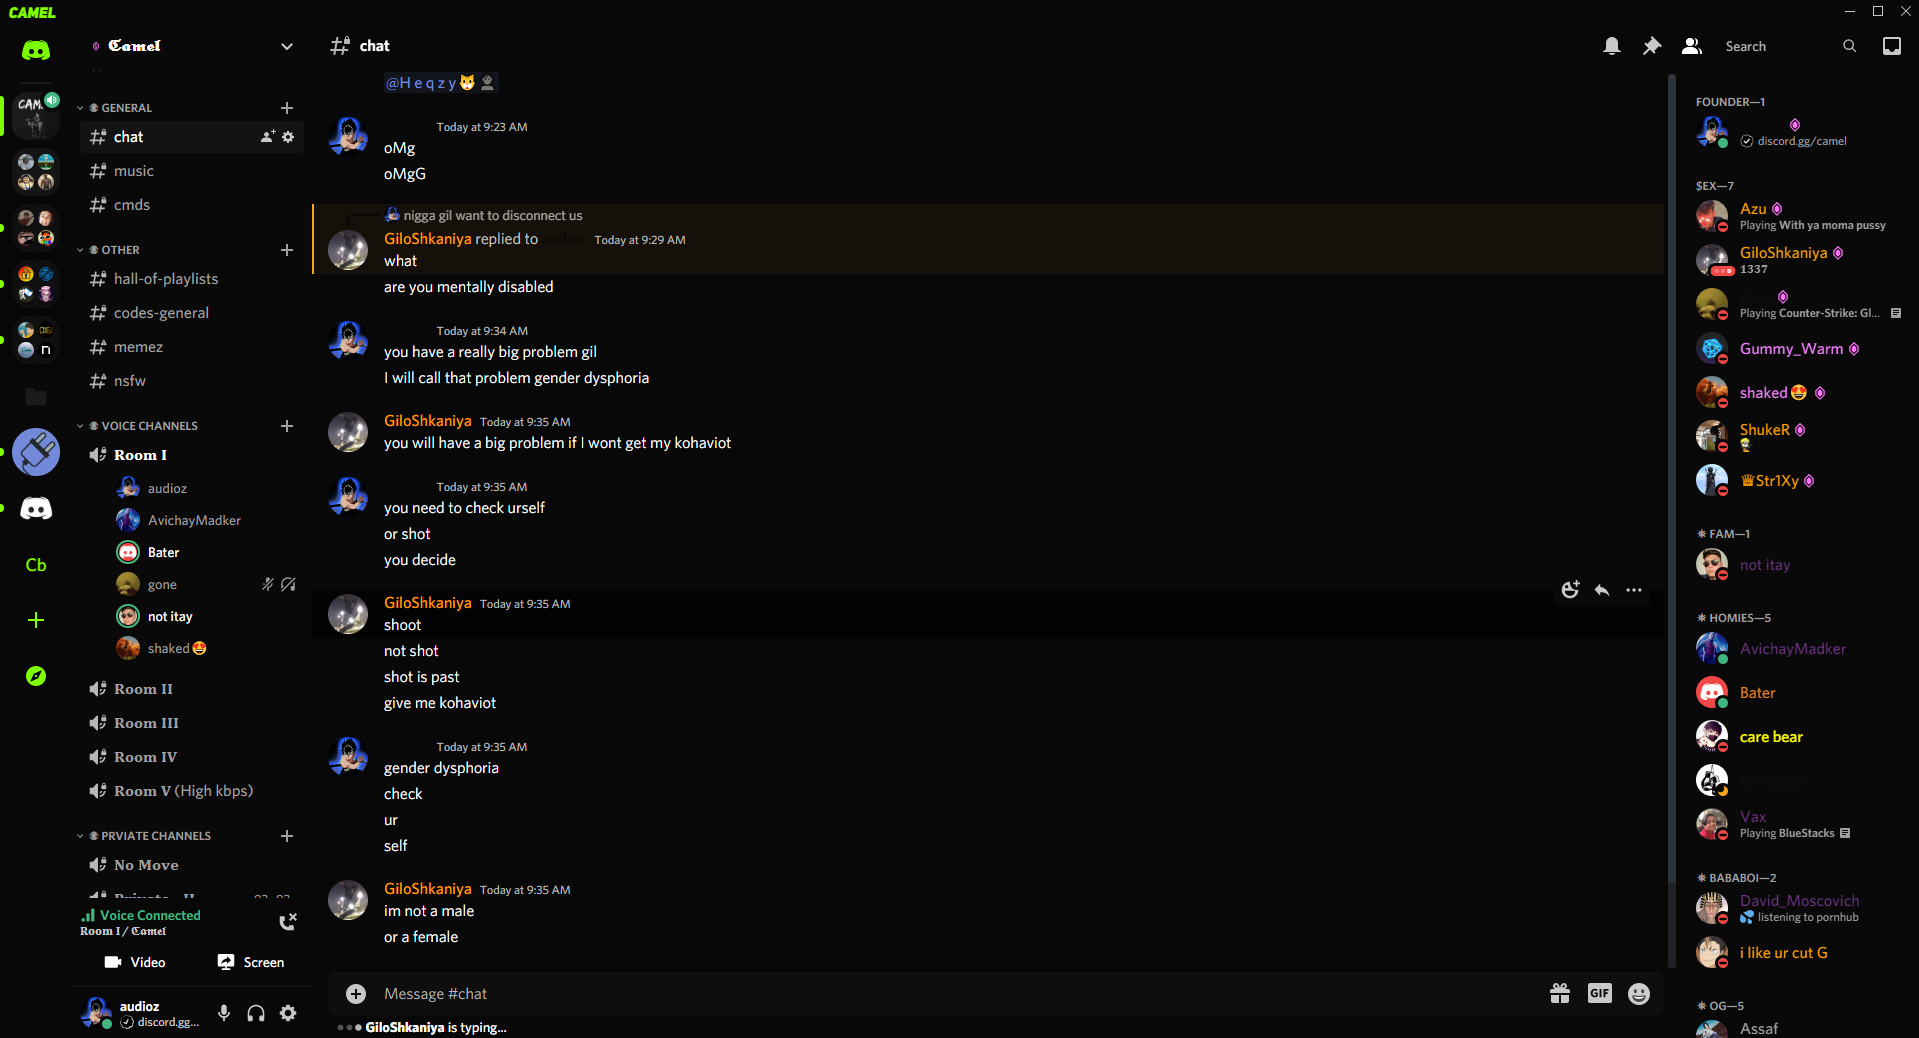 CAMEL
Camel
GENERAL
chat
music
cmds
OTHER
hall-of-playlists
codes-general
memez
nsfw
VOICE CHANNELS
Room I
audioz
AvichayMadker
Bater
gone
not itay
shaked🤩
Room II
Room III
Room IV
Room V (High kbps)
PRVIATE CHANNELS
No Move
Voice Connected
Room I / Camel
Video
Screen
audioz
discord.gg...
Cb
chat
Search
@H e q z y
Today at 9:23 AM
oMg
oMgG
nigga gil want to disconnect us
GiloShkaniya replied to audioz Today at 9:29 AM
what
are you mentally disabled
Today at 9:34 AM
you have a really big problem gil
I will call that problem gender dysphoria
GiloShkaniya Today at 9:35 AM
you will have a big problem if I wont get my kohaviot
Today at 9:35 AM
you need to check urself
or shot
you decide
GiloShkaniya Today at 9:35 AM
shoot
not shot
shot is past
give me kohaviot
Today at 9:35 AM
gender dysphoria
check
ur
self
GiloShkaniya Today at 9:35 AM
im not a male
or a female
Message #chat
GIF
GiloShkaniya is typing...
FOUNDER—1
discord.gg/camel
$EX—7
Azu
Playing With ya moma pussy
GiloShkaniya
1337
Playing Counter-Strike: Gl...
Gummy_Warm
shaked🤩
ShukeR
♛Str1Xy
⁕ FAM—1
not itay
⁕ HOMIES—5
AvichayMadker
Bater
care bear
Vax
Playing BlueStacks
⁕ BABABOI—2
David_Moscovich
💦 listening to pornhub
i like ur cut G
⁕ OG—5
Assaf